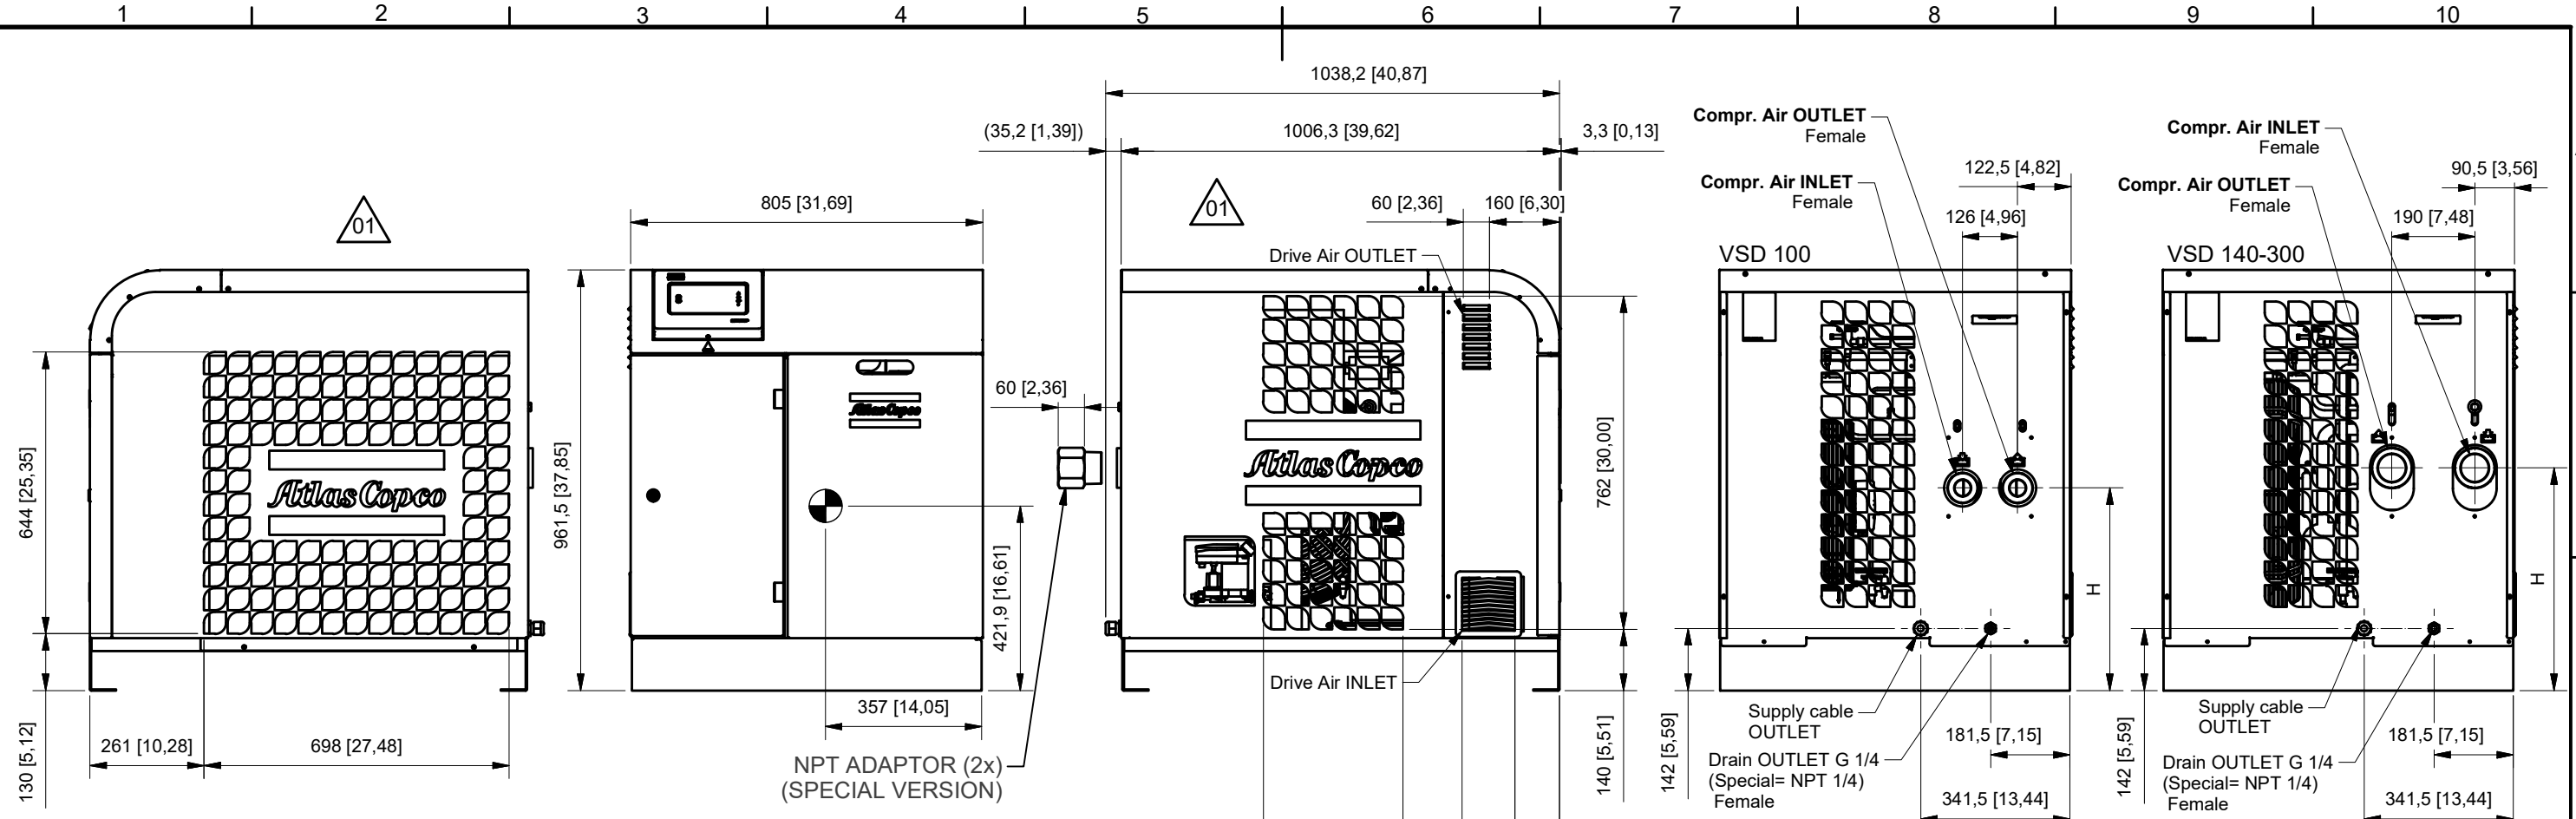 1 2 3 4 5 6 7 8 9 10
1038,2 [40,87]
(35,2 [1,39]) 1006,3 [39,62] 3,3 [0,13]
Compr. Air OUTLET
Female
Compr. Air INLET
Female
122,5 [4,82]
126 [4,96]
Compr. Air INLET
Female
Compr. Air OUTLET
Female
90,5 [3,56]
190 [7,48]
01
805 [31,69]
01
60 [2,36] 160 [6,30]
Drive Air OUTLET
VSD 100
VSD 140-300
644 [25,35]
130 [5,12]
Atlas Copco
261 [10,28] 698 [27,48]
961,5 [37,85]
Atlas Copco
421,9 [16,61]
357 [14,05]
60 [2,36]
NPT ADAPTOR (2x)
(SPECIAL VERSION)
Atlas Copco
762 [30,00]
140 [5,51]
Drive Air INLET
H
142 [5,59]
Supply cable
OUTLET
181,5 [7,15]
Drain OUTLET G 1/4
(Special= NPT 1/4)
Female
341,5 [13,44]
H
142 [5,59]
Supply cable
OUTLET
181,5 [7,15]
Drain OUTLET G 1/4
(Special= NPT 1/4)
Female
341,5 [13,44]